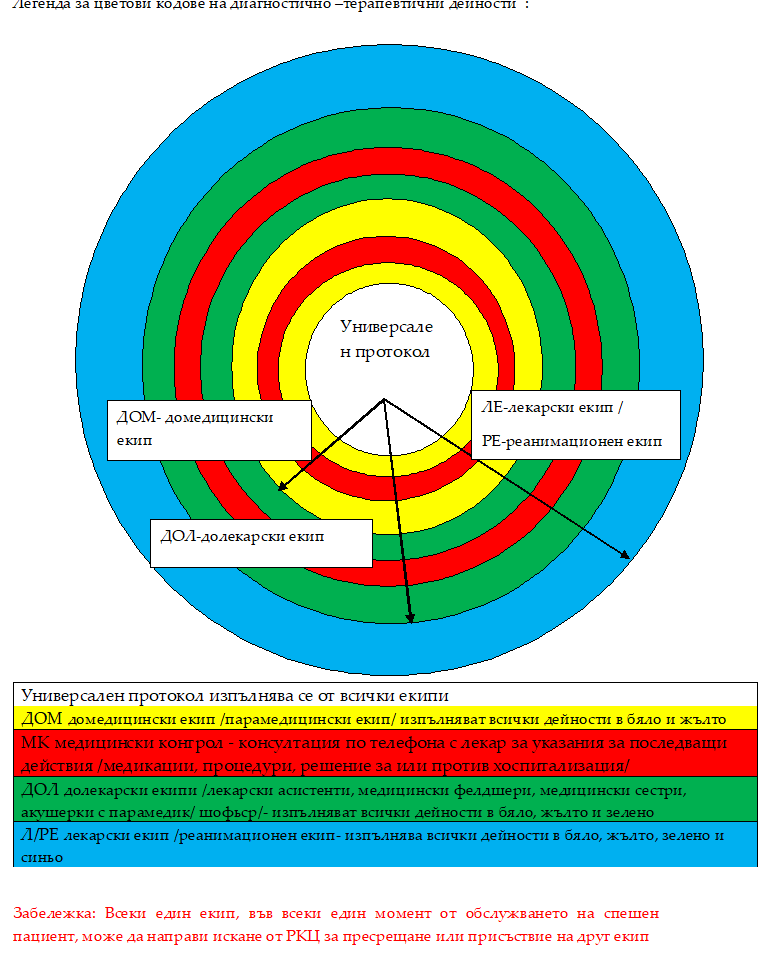 Легенда за цветови кодове на диагностично –терапевтични дейности :
Универсале
н протокол
ДОМ- домедицински
екип
ЛЕ-лекарски екип /
РЕ-реанимационен екип
ДОЛ-долекарски екип
Универсален протокол изпълнява се от всички екипи
ДОМ домедицински екип /парамедицински екип/ изпълняват всички дейности в бяло и жълто
МК медицински контрол - консултация по телефона с лекар за указания за последващи
действия /медикации, процедури, решение за или против хоспитализация/
ДОЛ долекарски екипи /лекарски асистенти, медицински фелдшери, медицински сестри,
акушерки с парамедик/ шофьср/- изпълняват всички дейности в бяло, жълто и зелено
Л/РЕ лекарски екип /реанимационен екип- изпълнява всички дейности в бяло, жълто, зелено и
синьо
Забележка: Всеки един екип, във всеки един момент от обслужването на спешен
пациент, може да направи искане от РКЦ за пресрещане или присъствие на друг екип